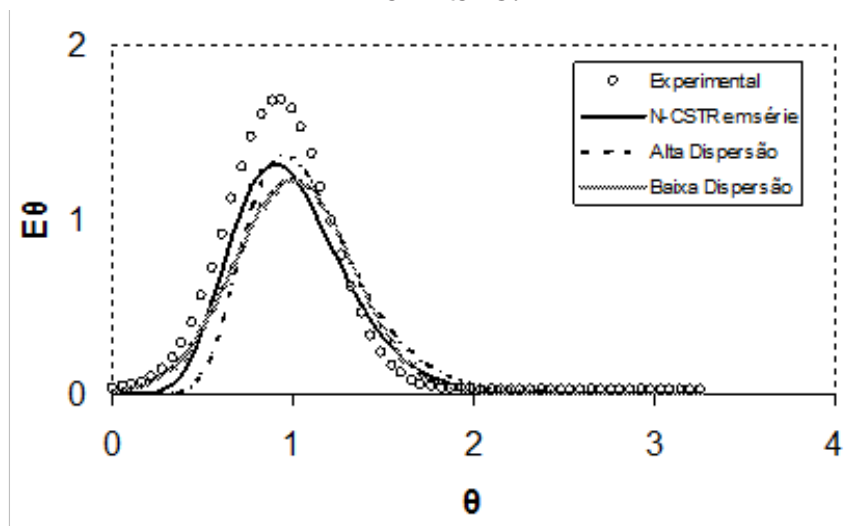 2
1
0
Eθ
Experimental
N-CSTR em série
Alta Dispersão
Baixa Dispersão
0 1 2 3 4
θ